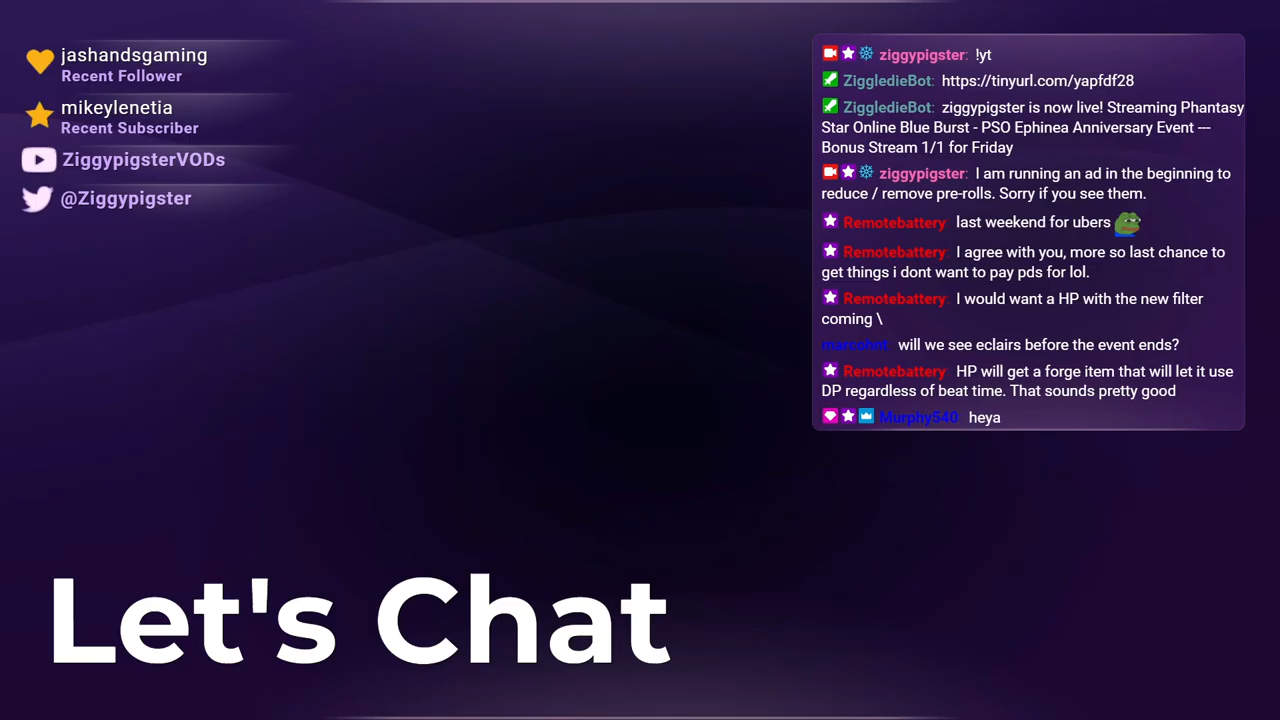 jashandsgaming
Recent Follower
mikeylenetia
Recent Subscriber
ZiggypigsterVODs
@Ziggypigster
ziggypigster: !yt
ZiggledieBot: https://tinyurl.com/yapfdf28
ZiggledieBot: ziggypigster is now live! Streaming Phantasy
Star Online Blue Burst - PSO Ephinea Anniversary Event ---
Bonus Stream 1/1 for Friday
ziggypigster: I am running an ad in the beginning to
reduce / remove pre-rolls. Sorry if you see them.
Remotebattery: last weekend for ubers
Remotebattery: I agree with you, more so last chance to
get things i dont want to pay pds for lol.
Remotebattery: I would want a HP with the new filter
coming \
marcshnt: will we see eclairs before the event ends?
Remotebattery: HP will get a forge item that will let it use
DP regardless of beat time. That sounds pretty good
Murphy540: heya
Let's Chat